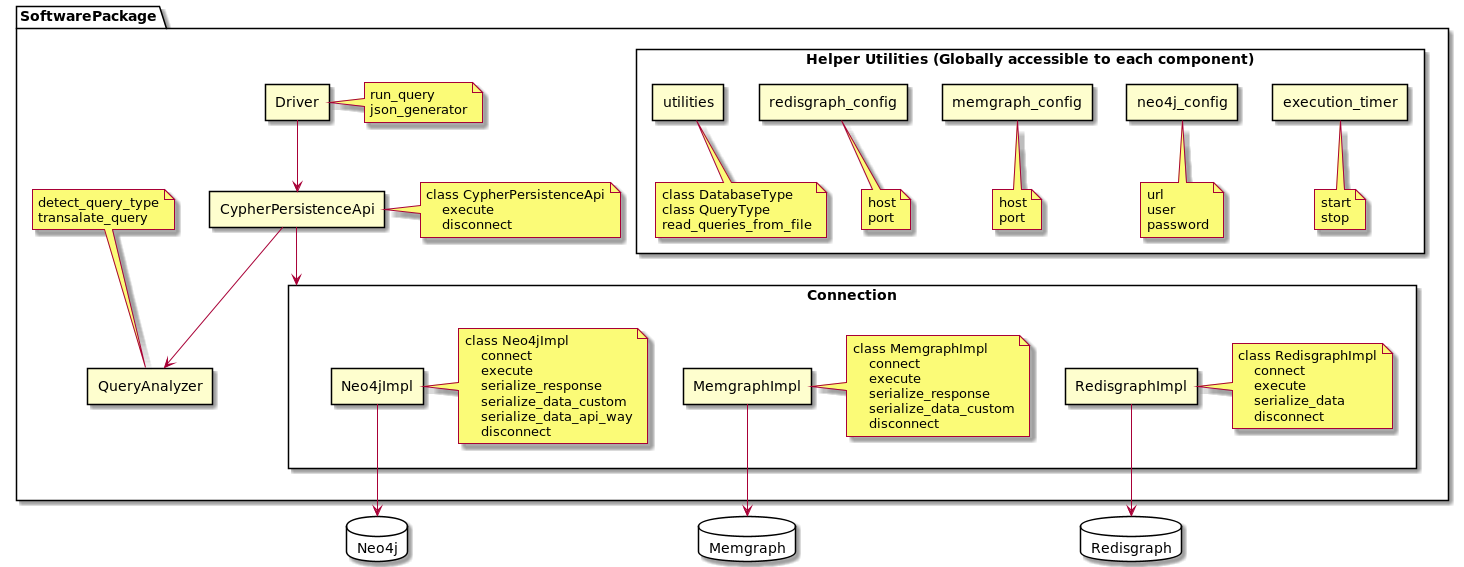 SoftwarePackage
Helper Utilities (Globally accessible to each component)
Driver
run_query
json_generator
utilities
redisgraph_config
memgraph_config
neo4j_config
execution_timer
detect_query_type
transalate_query
CypherPersistenceApi
class CypherPersistenceApi
execute
disconnect
class DatabaseType
class QueryType
read_queries_from_file
host
port
host
port
url
user
password
start
stop
Connection
QueryAnalyzer
Neo4jImpl
class Neo4jImpl
connect
execute
serialize_response
serialize_data_custom
serialize_data_api_way
disconnect
MemgraphImpl
class MemgraphImpl
connect
execute
serialize_response
serialize_data_custom
disconnect
RedisgraphImpl
class RedisgraphImpl
connect
execute
serialize_data
disconnect
Neo4j
Memgraph
Redisgraph